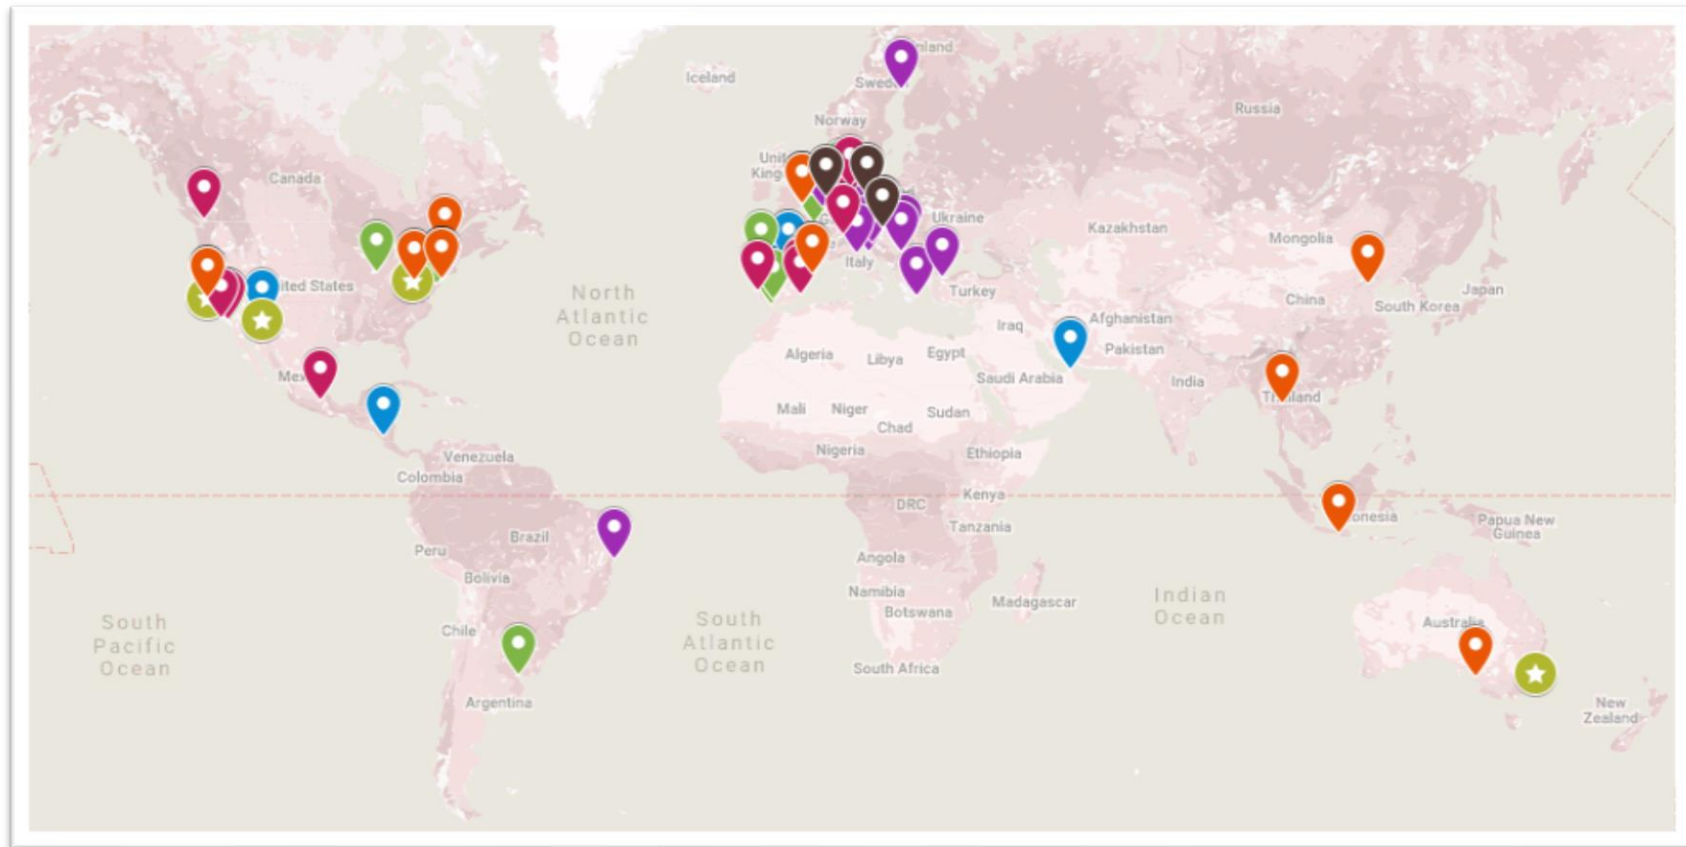 Iceland
Norway
Russia
Canada
Ukraine
Kazakhstan
Mongolia
Italy
Turkey
China
Japan
South Korea
North
Atlantic
Ocean
Iraq
Afghanistan
Pakistan
Algeria
Libya
Egypt
Saudi Arabia
India
Mali
Niger
Sudan
Chad
Nigeria
Ethiopia
Venezuela
Colombia
DRC
Kenya
Tanzania
Papua New
Guinea
Brazil
Peru
Bolivia
Angola
Namibia
Botswana
Madagascar
Indian
Ocean
South
Pacific
Ocean
Chile
South
Atlantic
Ocean
South Africa
Australia
Argentina
New
Zealand